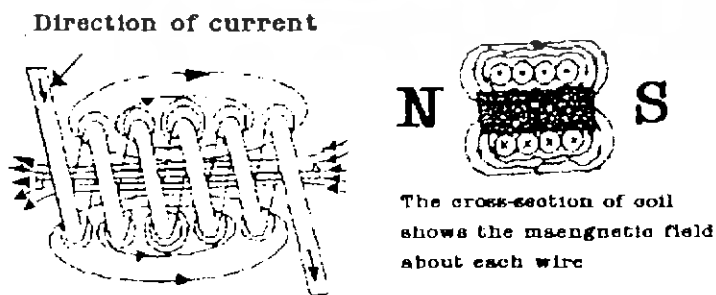 Direction of current
N S
The cross-section of coil
shows the maengnetic field
about each wire